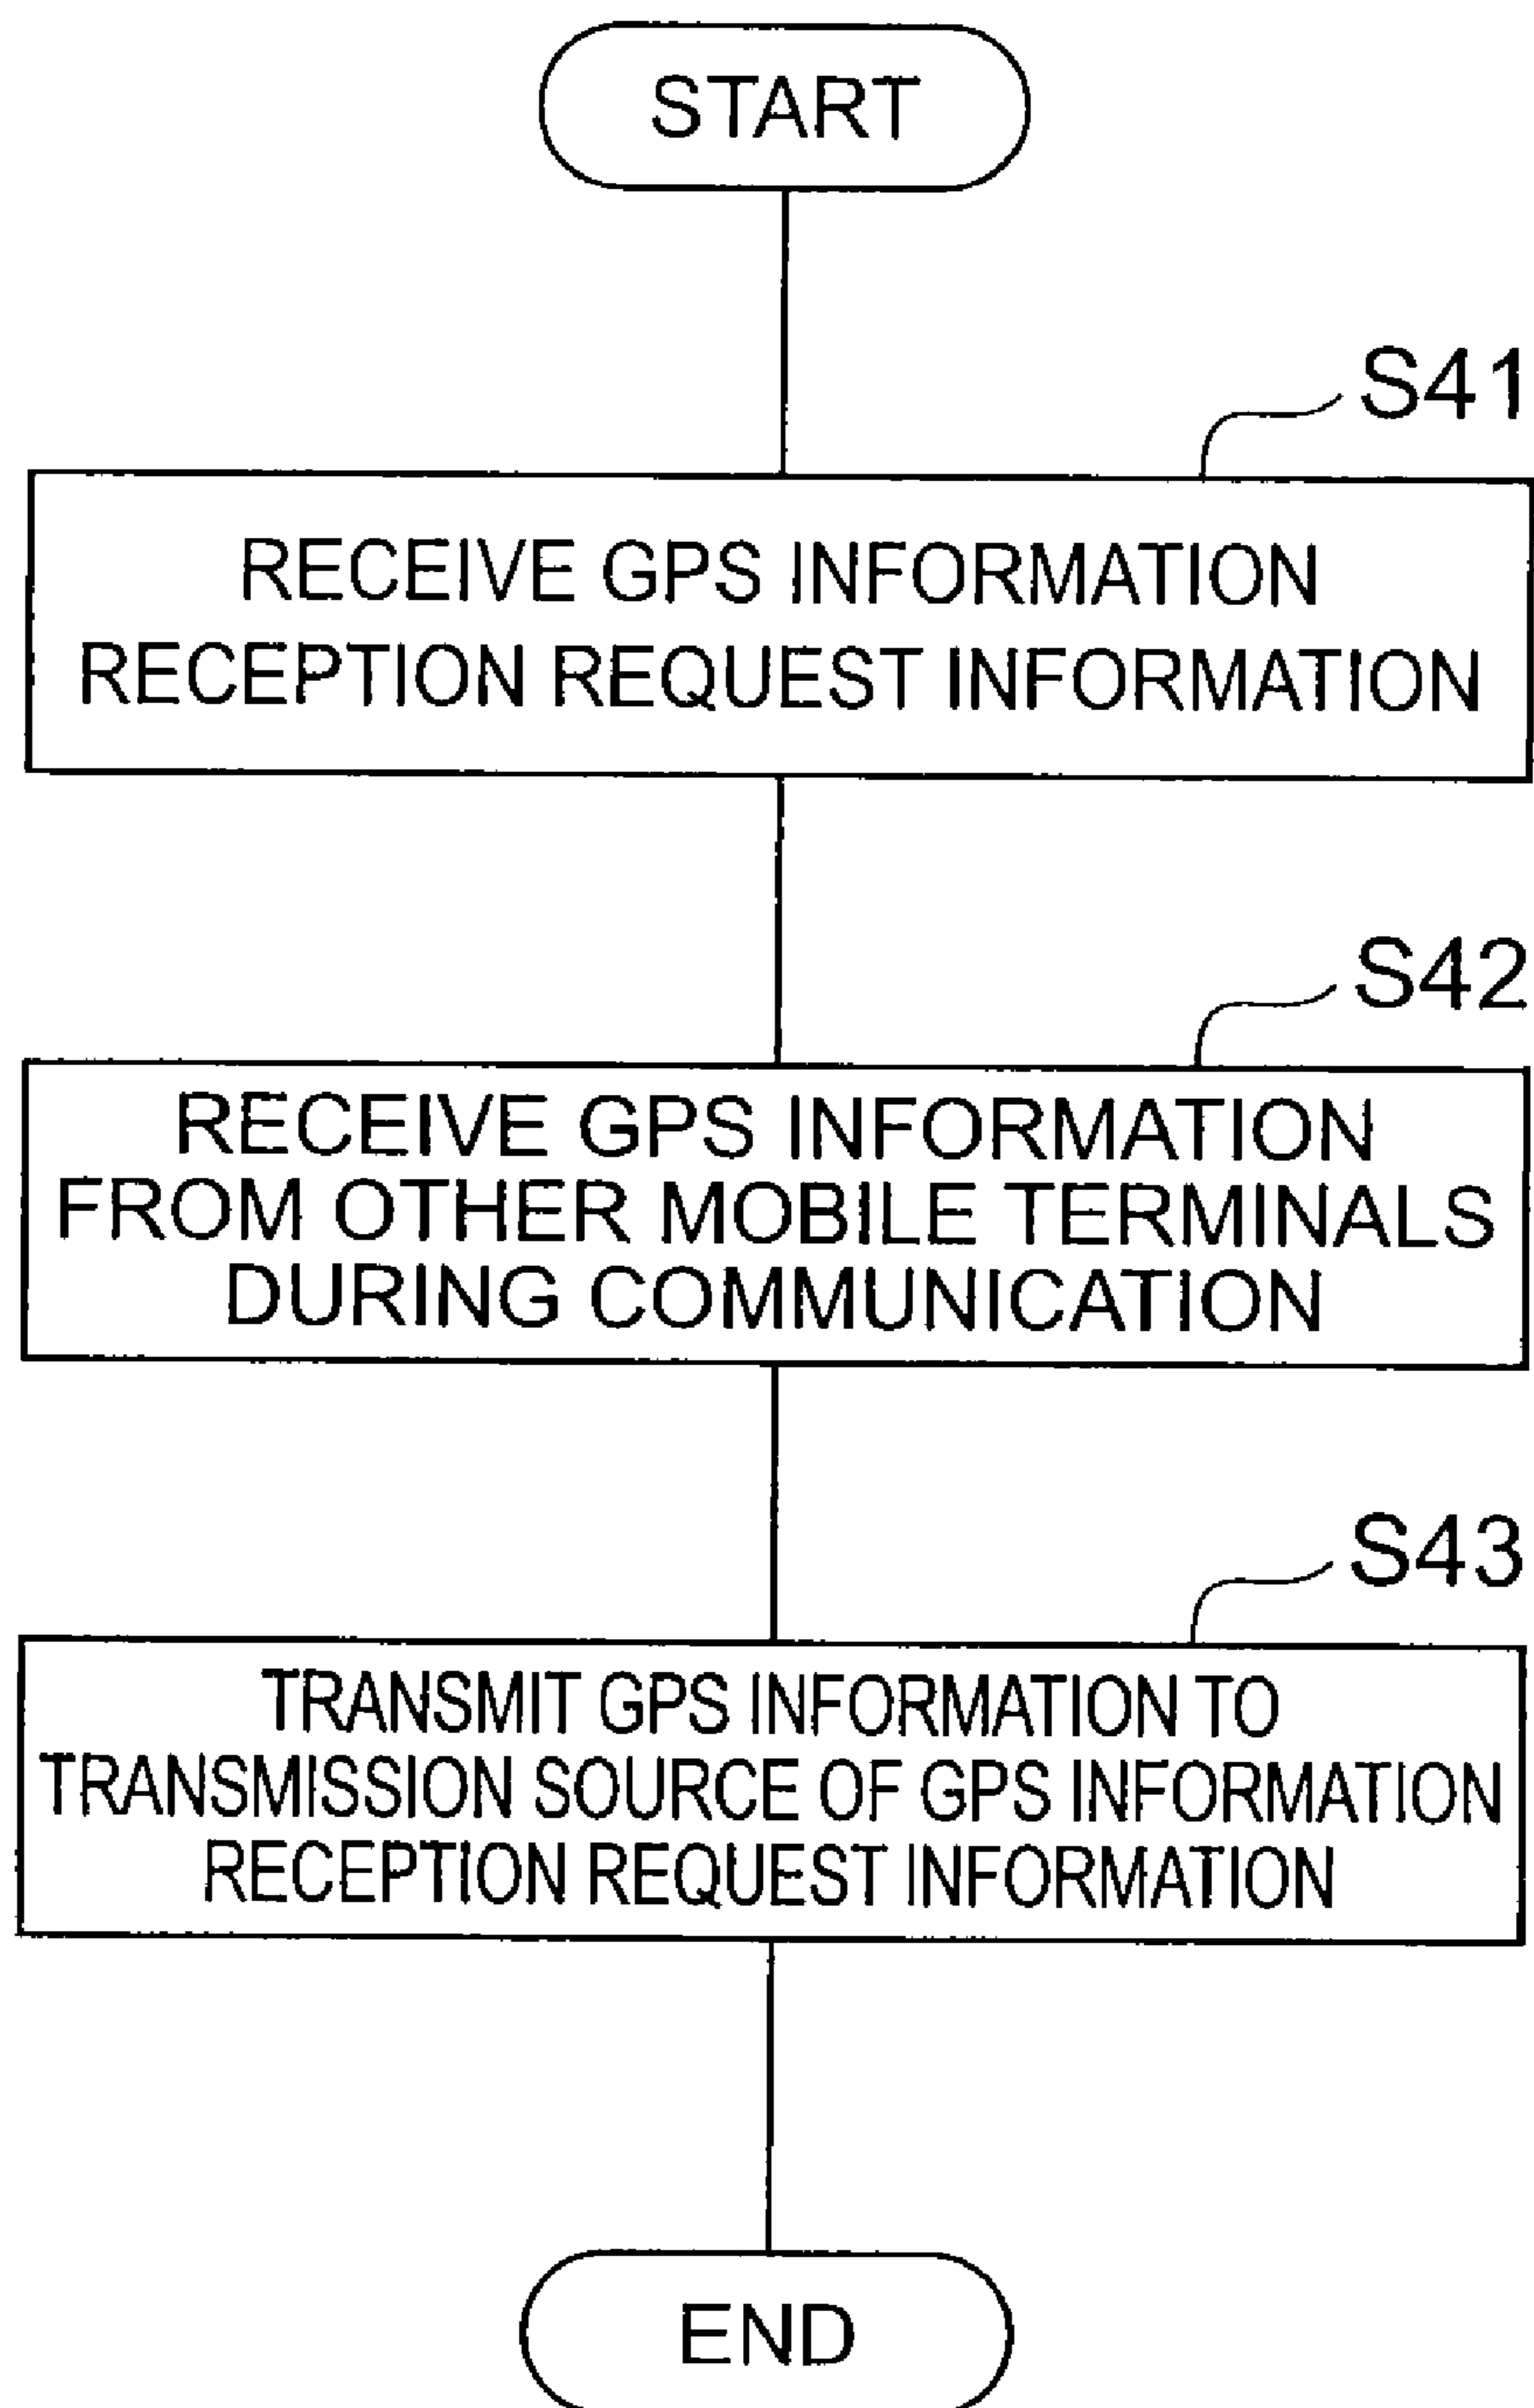 START
S41
RECEIVE GPS INFORMATION
RECEPTION REQUEST INFORMATION
S42
RECEIVE GPS INFORMATION
FROM OTHER MOBILE TERMINALS
DURING COMMUNICATION
S43
TRANSMIT GPS INFORMATION TO
TRANSMISSION SOURCE OF GPS INFORMATION
RECEPTION REQUEST INFORMATION
END